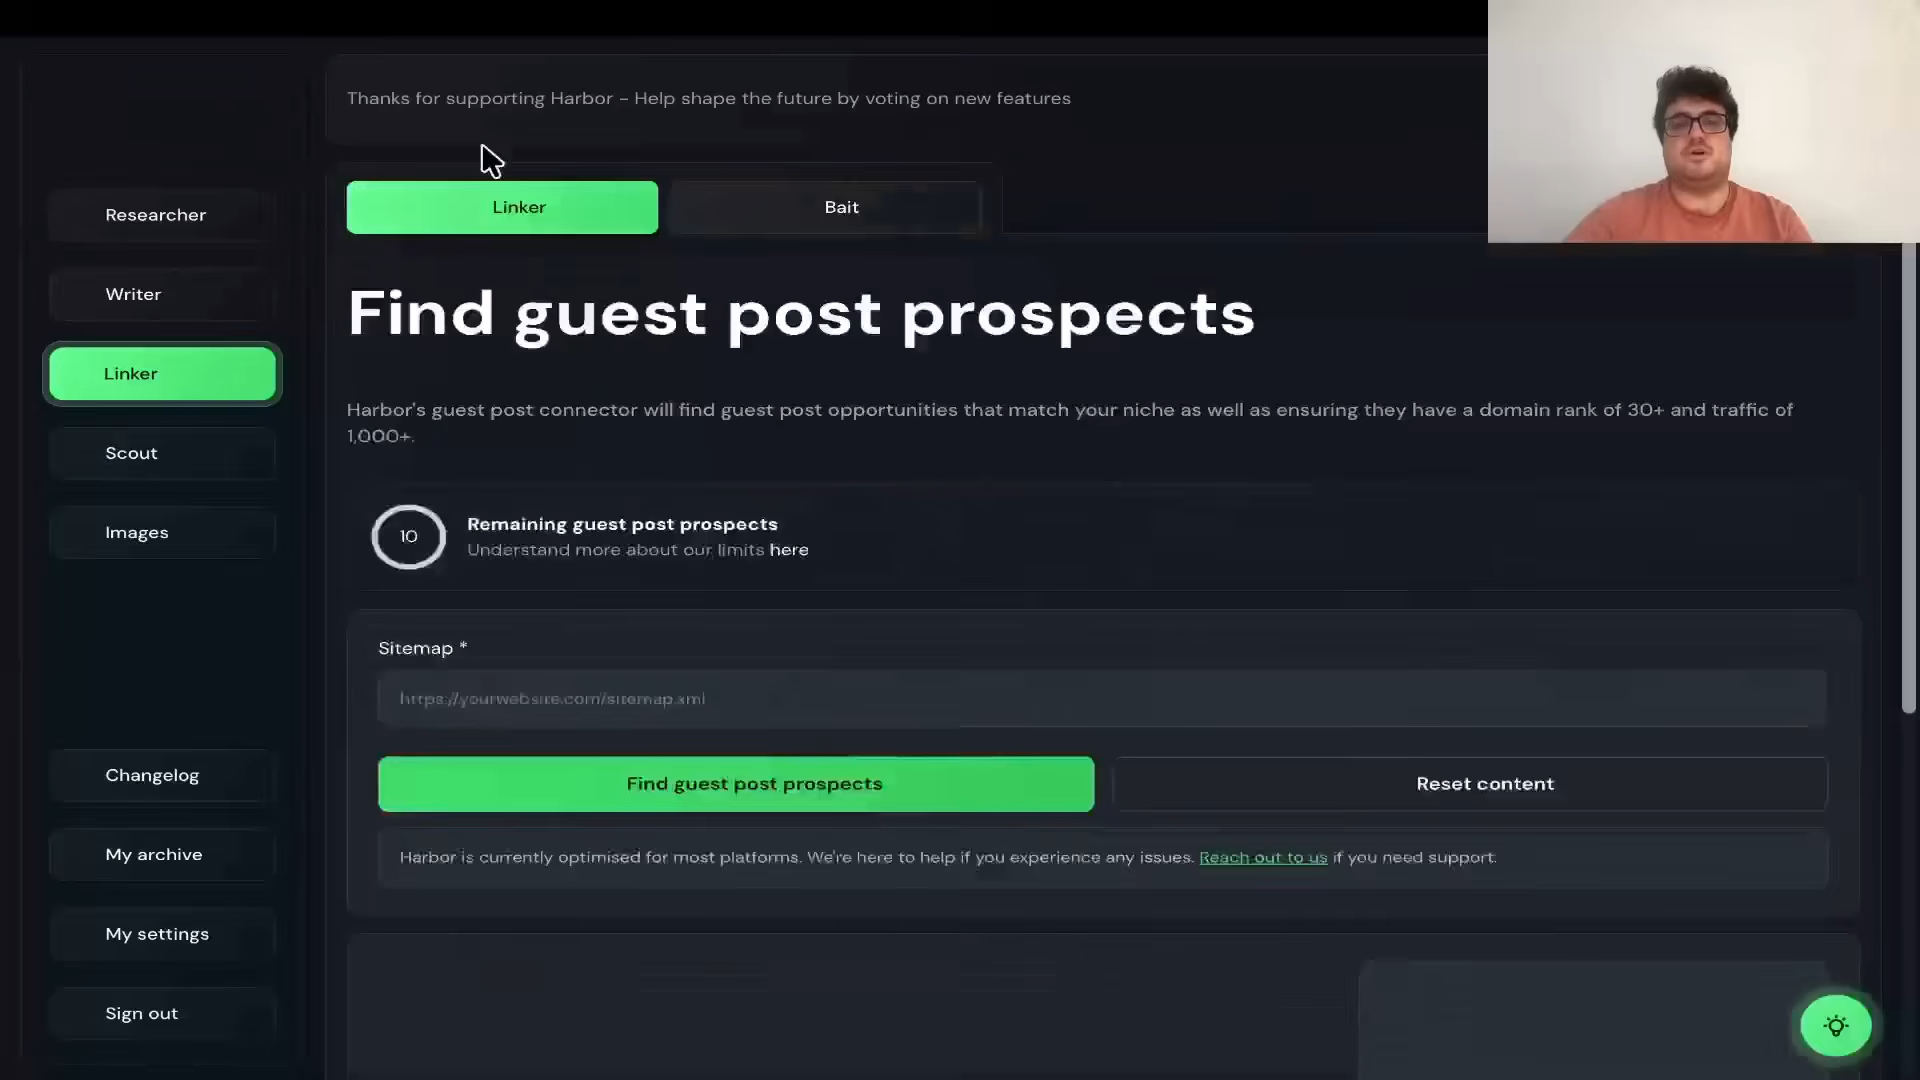 Thanks for supporting Harbor - Help shape the future by voting on new features
Linker
Bait
Researcher
Writer
Linker
Scout
Images
Changelog
My archive
My settings
Sign out
Find guest post prospects
Harbor's guest post connector will find guest post opportunities that match your niche as well as ensuring they have a domain rank of 30+ and traffic of
1,000+.
10
Remaining guest post prospects
Understand more about our limits here
Sitemap *
https://yourwebsite.com/sitemap.xml
Find guest post prospects
Reset content
Harbor is currently optimised for most platforms. We're here to help if you experience any issues. Reach out to us if you need support.